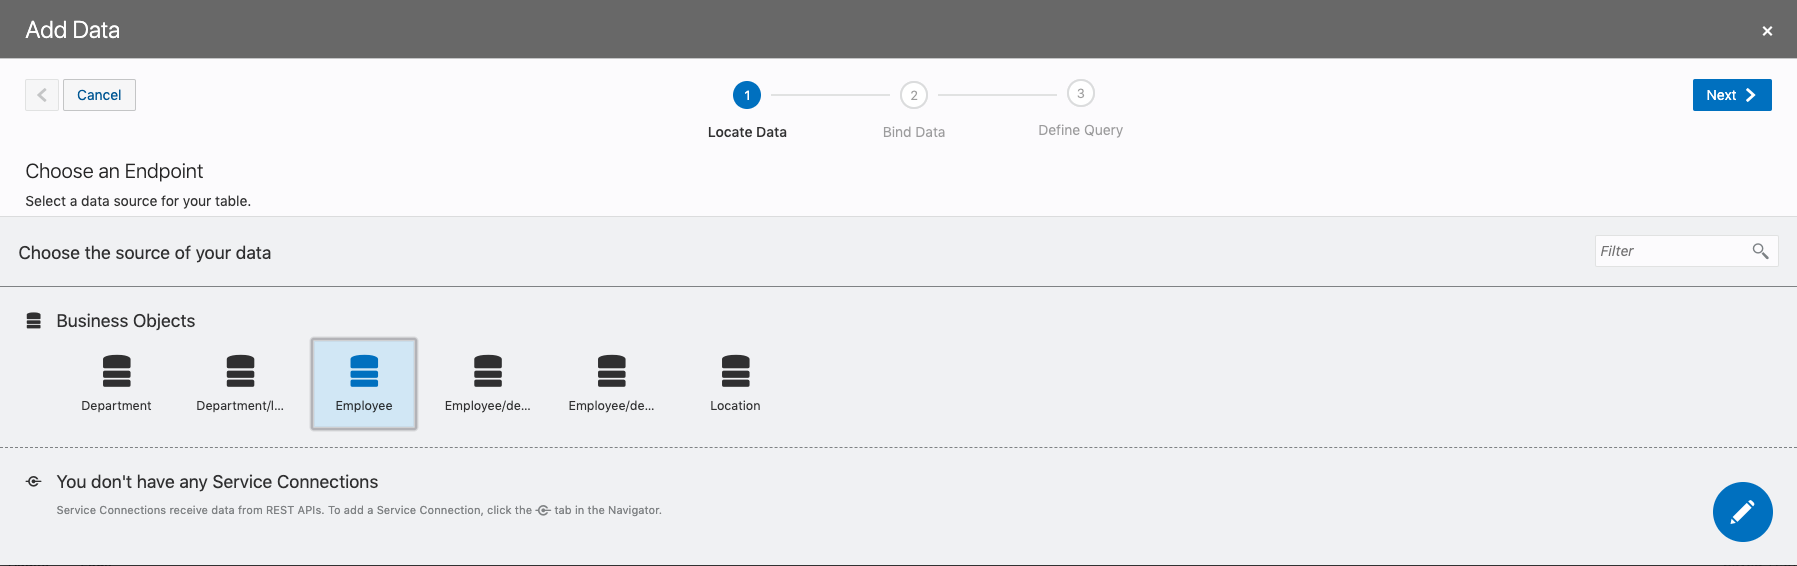 Add Data
Cancel
1
2
3
Next
Locate Data
Bind Data
Define Query
Choose an Endpoint
Select a data source for your table.
Choose the source of your data
Filter
Business Objects
Department
Department/l...
Employee
Employee/de...
Employee/de...
Location
You don't have any Service Connections
Service Connections receive data from REST APIs. To add a Service Connection, click the tab in the Navigator.